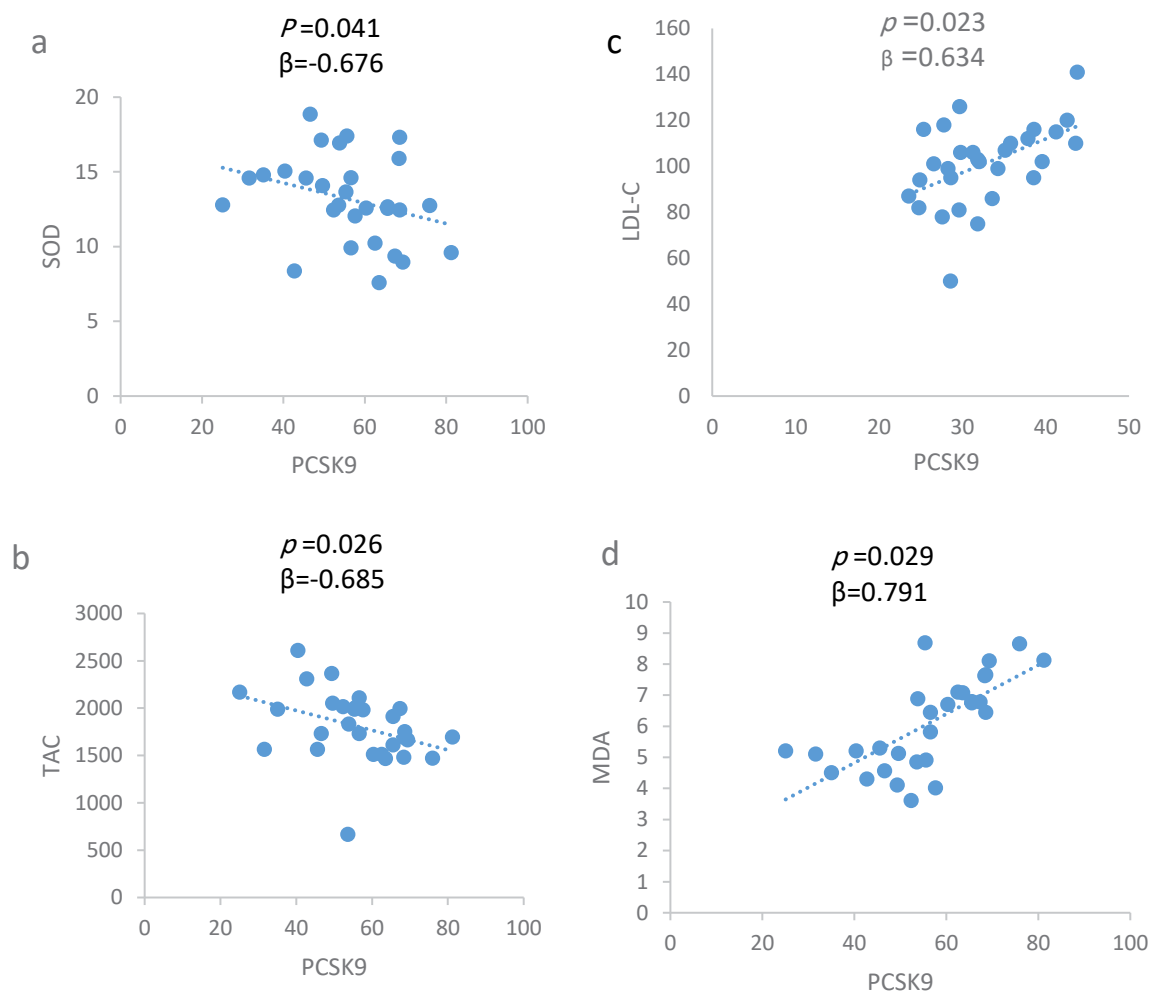 a
P=0.041
β=-0.676
20
15
10
5
0
SOD
0 20 40 60 80 100
PCSK9
c
p=0.023
β =0.634
160
140
120
100
80
60
40
20
0
LDL-C
0 10 20 30 40 50
PCSK9
b
p=0.026
β=-0.685
3000
2500
2000
1500
1000
500
0
TAC
0 20 40 60 80 100
PCSK9
d
p=0.029
β=0.791
10
9
8
7
6
5
4
3
2
1
0
MDA
0 20 40 60 80 100
PCSK9